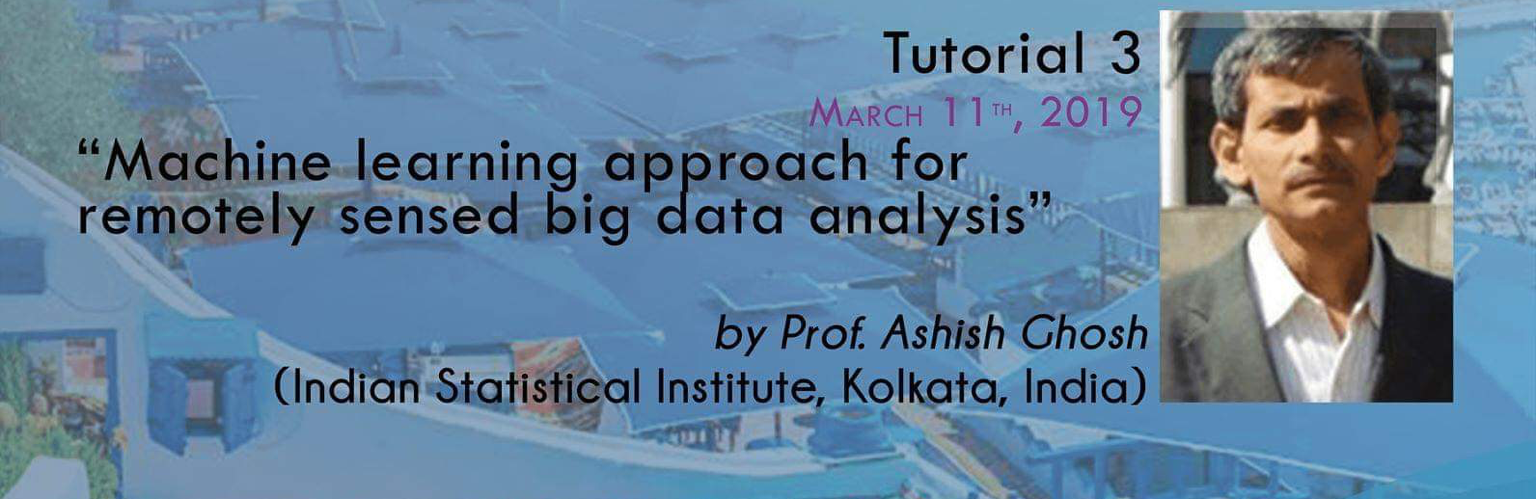 Tutorial 3
March 11th, 2019
“Machine learning approach for
remotely sensed big data analysis”
by Prof. Ashish Ghosh
(Indian Statistical Institute, Kolkata, India)